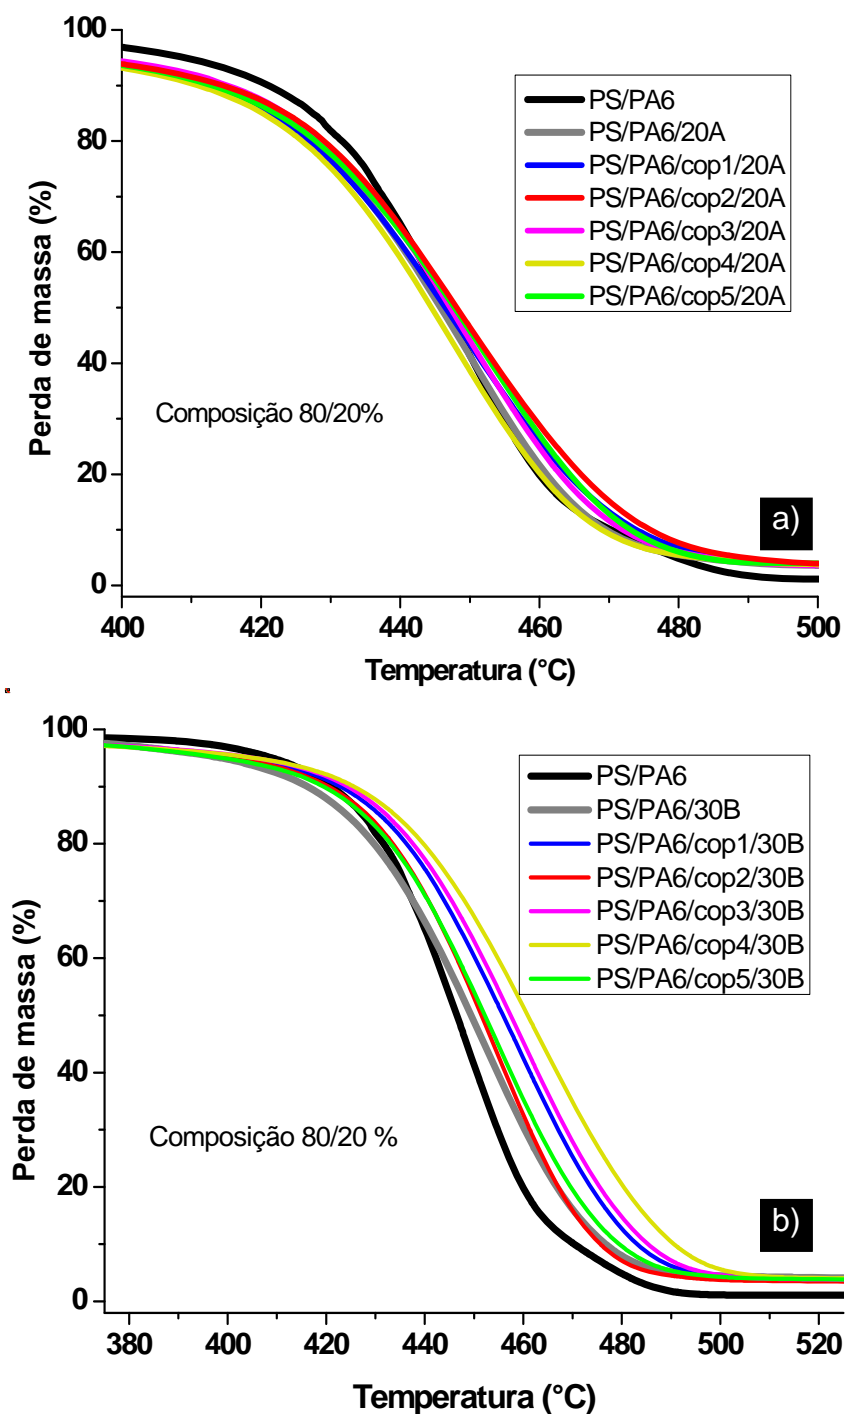 100
80
60
40
20
0
Perda de massa (%)
PS/PA6
PS/PA6/20A
PS/PA6/cop1/20A
PS/PA6/cop2/20A
PS/PA6/cop3/20A
PS/PA6/cop4/20A
PS/PA6/cop5/20A
Composição 80/20%
a)
400 420 440 460 480 500
Temperatura (°C)
100
80
60
40
20
0
Perda de massa (%)
PS/PA6
PS/PA6/30B
PS/PA6/cop1/30B
PS/PA6/cop2/30B
PS/PA6/cop3/30B
PS/PA6/cop4/30B
PS/PA6/cop5/30B
Composição 80/20 %
b)
380 400 420 440 460 480 500 520
Temperatura (°C)